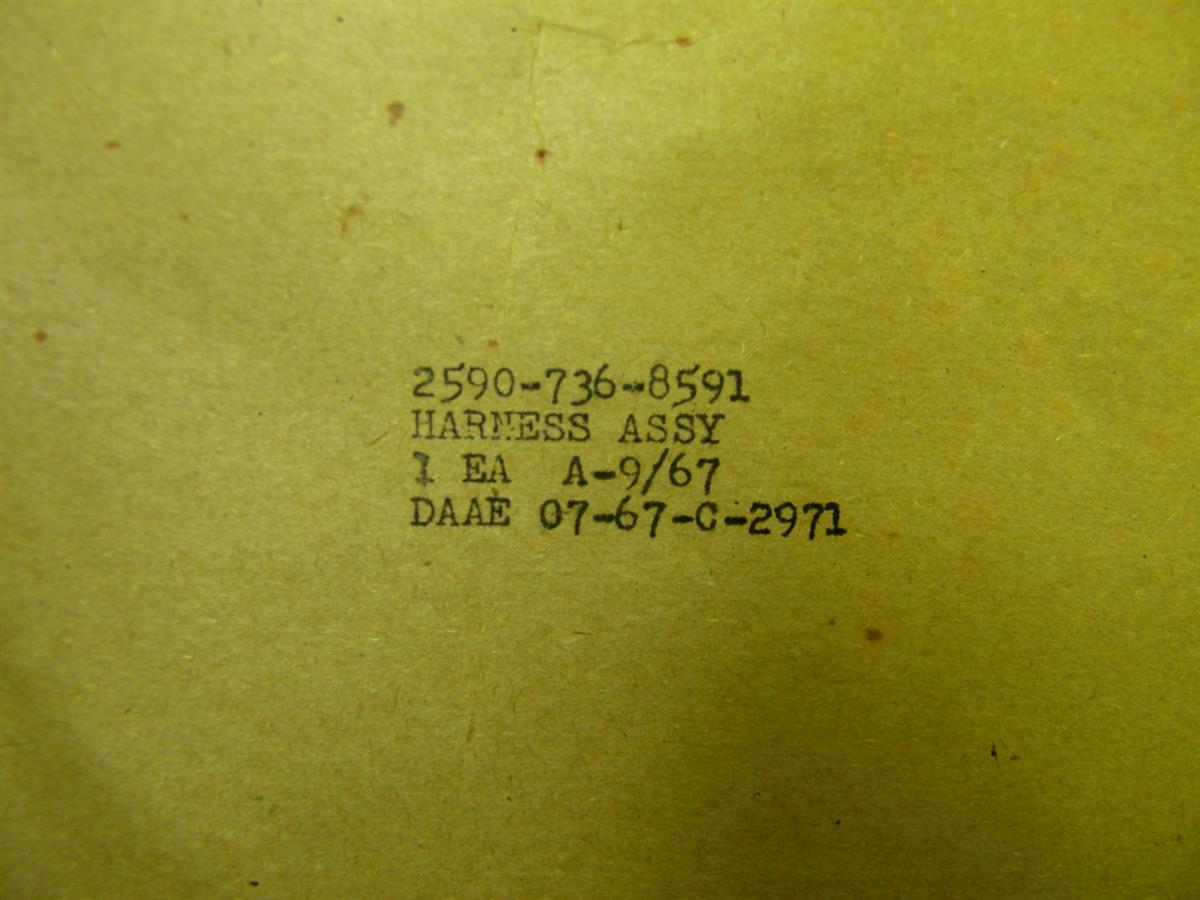 2590-736-8591
HARNESS ASSY
1 EA A-9/67
DAAE 07-67-C-2971